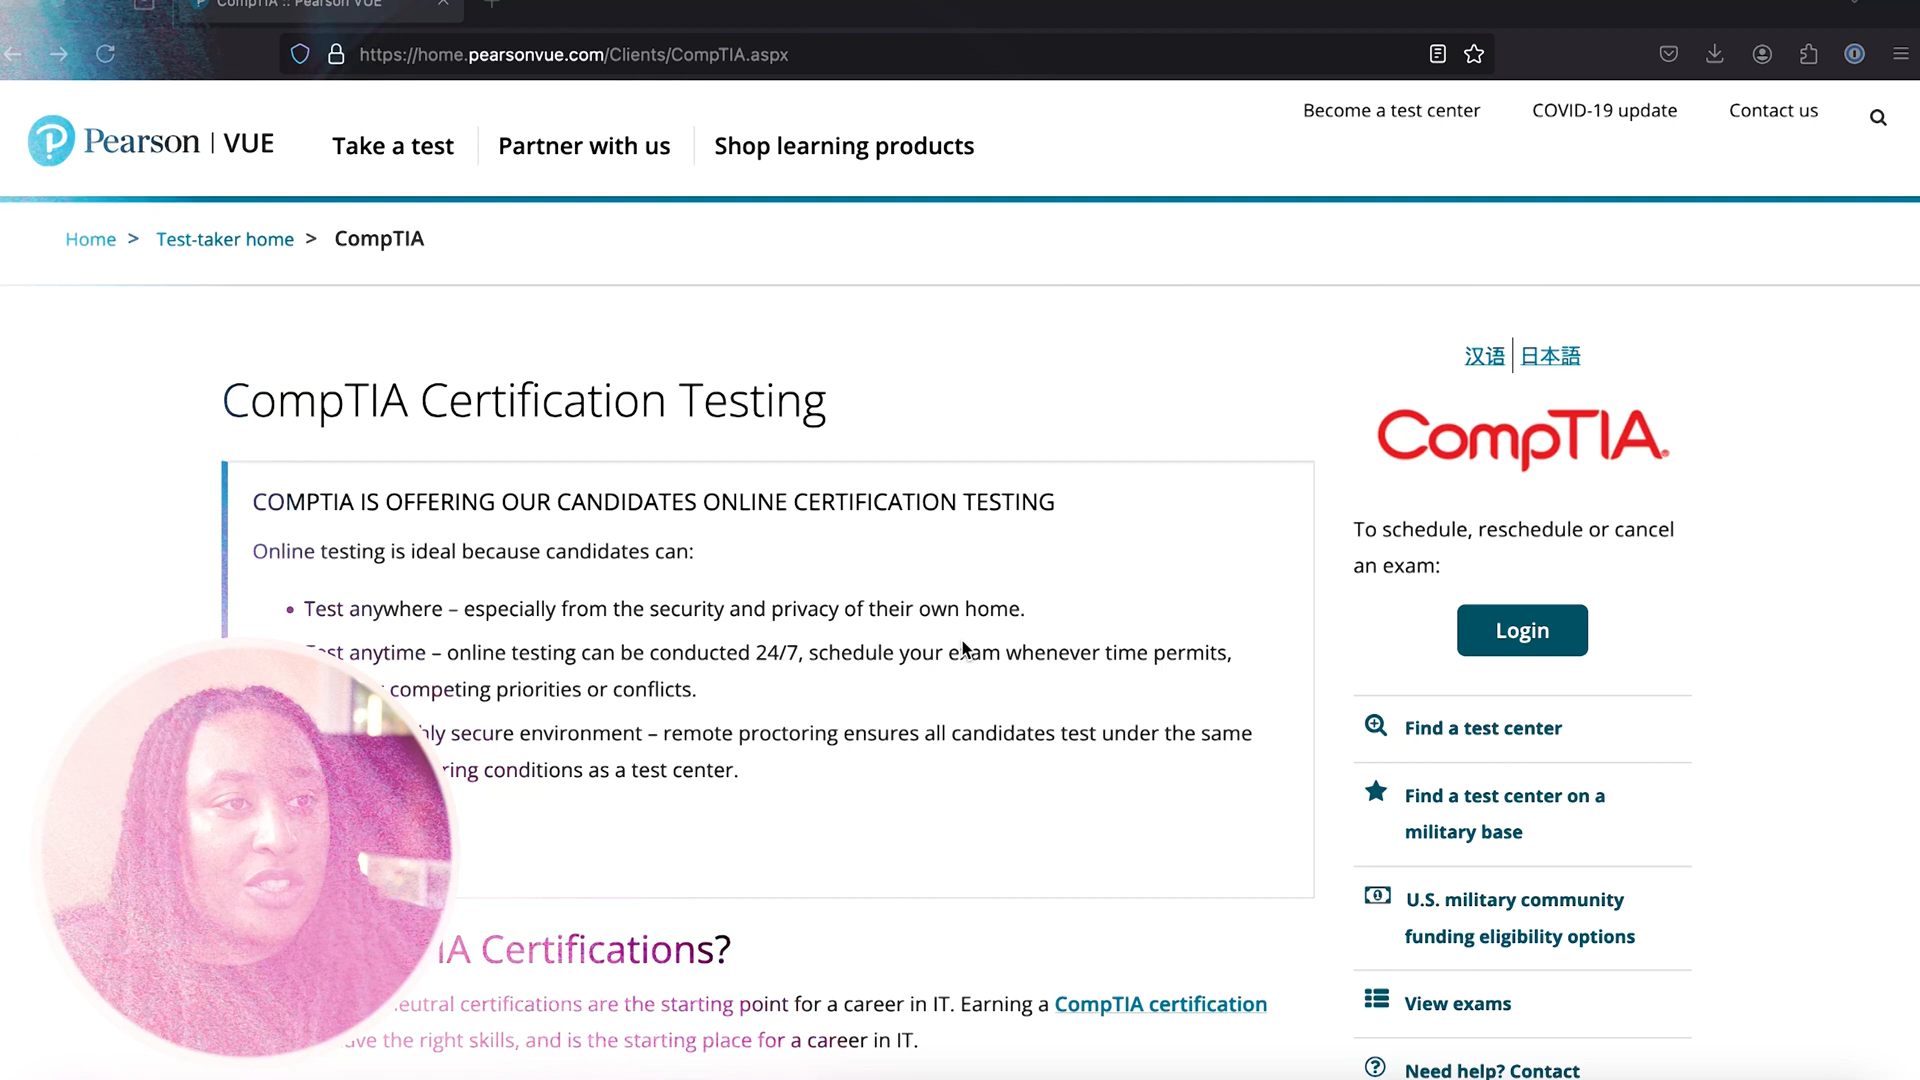 CompTIA :: Pearson VUE
https://home.pearsonvue.com/Clients/CompTIA.aspx
Become a test center
COVID-19 update
Contact us
Pearson | VUE
Take a test
Partner with us
Shop learning products
Home > Test-taker home > CompTIA
汉语 | 日本語
CompTIA Certification Testing
CompTIA.
COMPTIA IS OFFERING OUR CANDIDATES ONLINE CERTIFICATION TESTING
Online testing is ideal because candidates can:
• Test anywhere – especially from the security and privacy of their own home.
Test anytime – online testing can be conducted 24/7, schedule your exam whenever time permits,
competing priorities or conflicts.
secure environment – remote proctoring ensures all candidates test under the same
conditions as a test center.
To schedule, reschedule or cancel
an exam:
Login
Find a test center
Find a test center on a
military base
U.S. military community
funding eligibility options
View exams
Need help? Contact
Certifications?
certifications are the starting point for a career in IT. Earning a CompTIA certification
the right skills, and is the starting place for a career in IT.